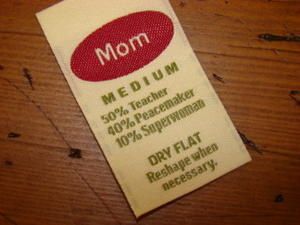 Mom
MEDIUM
50% Teacher
40% Peacemaker
10% Superwoman
DRY FLAT
Reshape when
necessary.